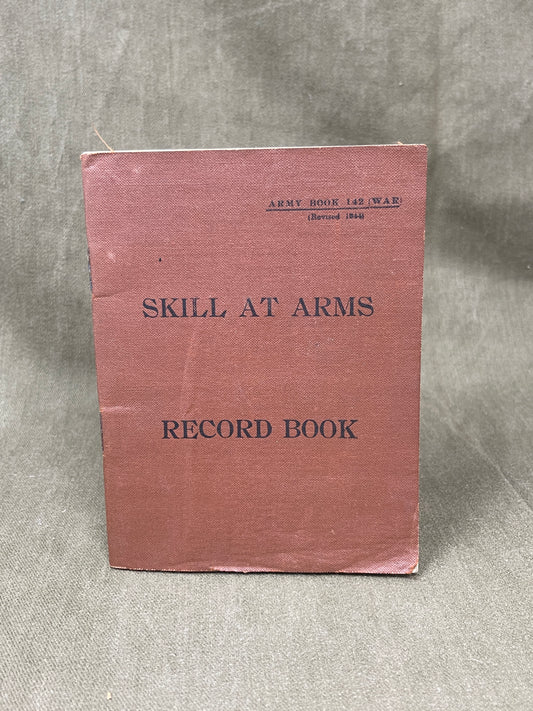 ARMY BOOK 142 (WAR)
(Revised 1944)
SKILL AT ARMS
RECORD BOOK